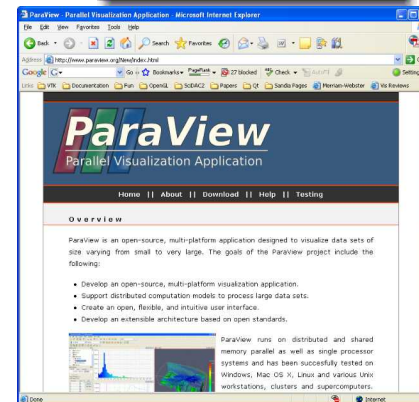 ParaView - Parallel Visualization Application - Microsoft Internet Explorer
File Edit View Favorites Tools Help
Back Search Favorites
Address http://www.paraview.org/New/index.html
Google Go Bookmarks PageRank 27 blocked Check AutoFill Setting
Links VTK Documentation Fun OpenGL SciDAC2 Papers Qt Sandia Pages Merriam-Webster Vis Reviews
ParaView
Parallel Visualization Application
Home || About || Download || Help || Testing
Overview
ParaView is an open-source, multi-platform application designed to visualize data sets of
size varying from small to very large. The goals of the ParaView project include the
following:
• Develop an open-source, multi-platform visualization application.
• Support distributed computation models to process large data sets.
• Create an open, flexible, and intuitive user interface.
• Develop an extensible architecture based on open standards.
ParaView runs on distributed and shared
memory parallel as well as single processor
systems and has been succesfully tested on
Windows, Mac OS X, Linux and various Unix
workstations, clusters and supercomputers.
Done Internet